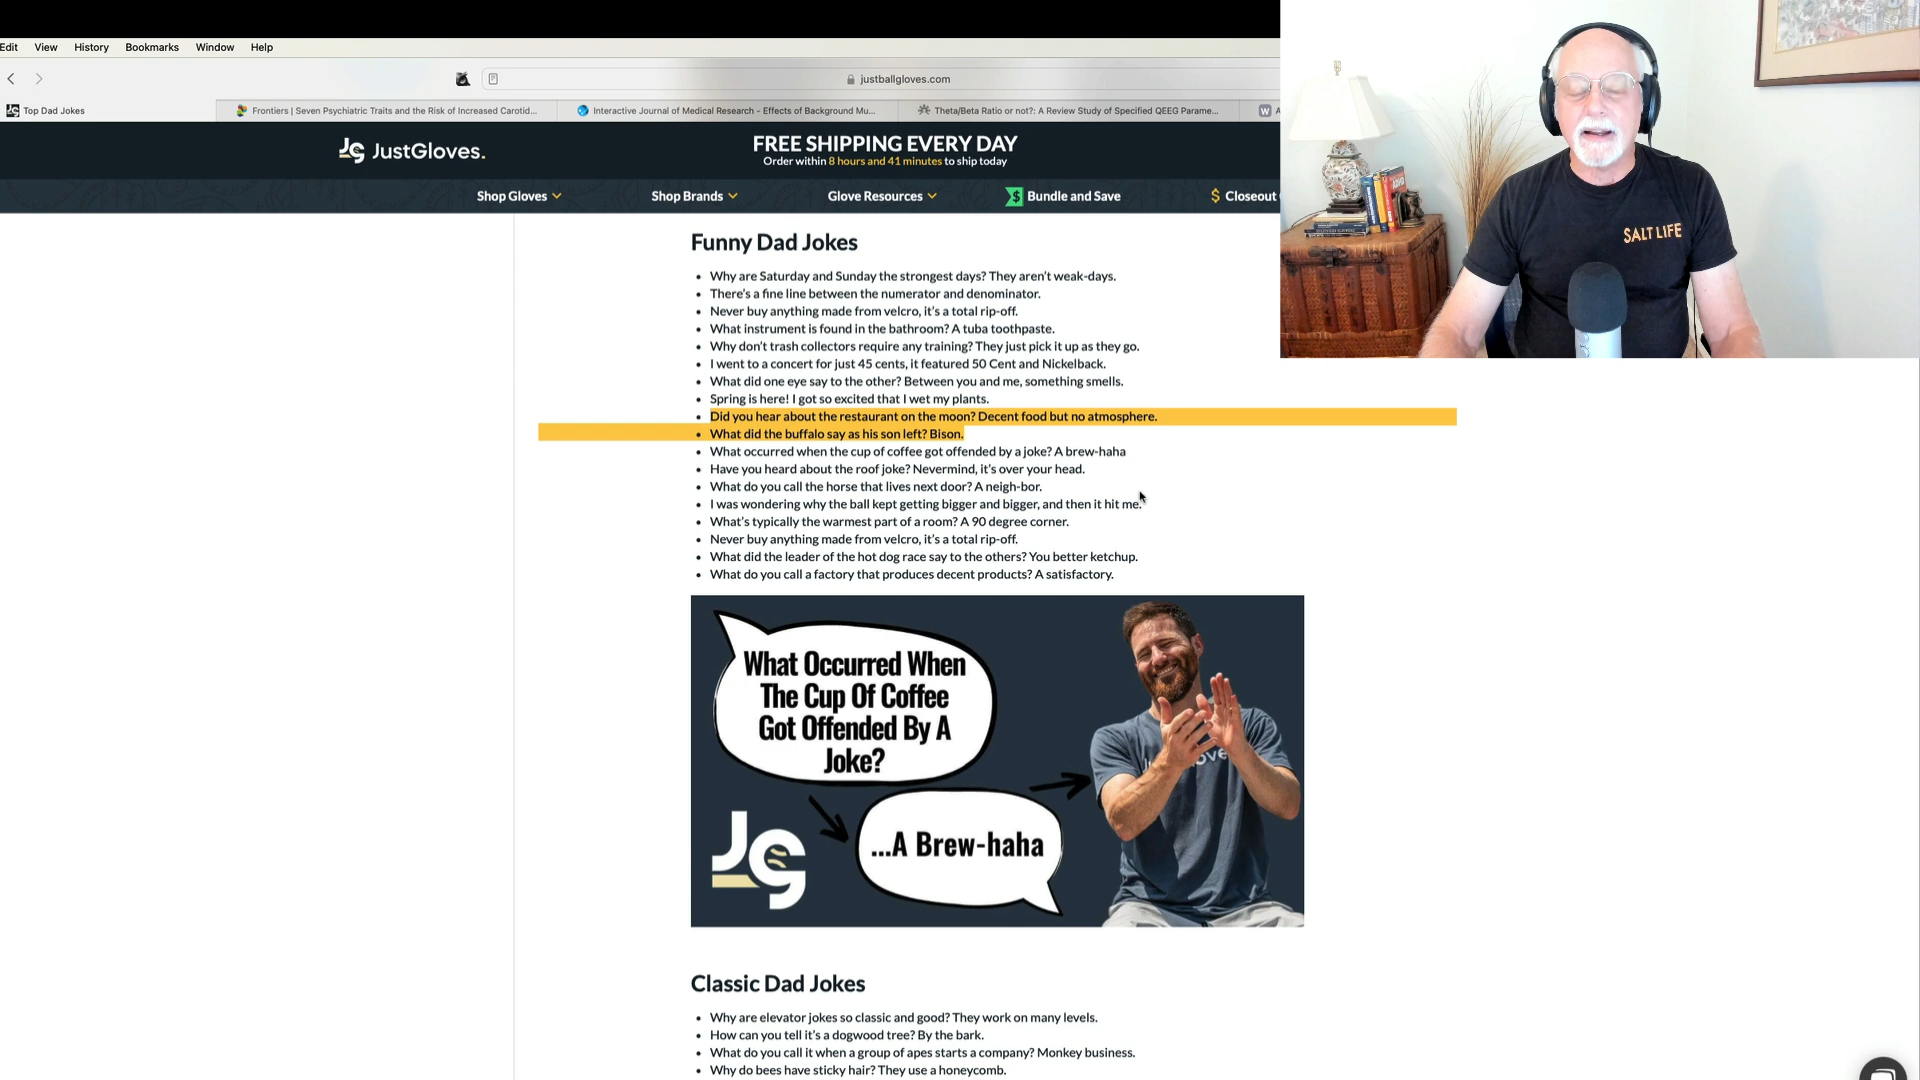 Edit View History Bookmarks Window Help
justballgloves.com
Top Dad Jokes
Frontiers | Seven Psychiatric Traits and the Risk of Increased Carotid...
Interactive Journal of Medical Research - Effects of Background Mu...
Theta/Beta Ratio or not?: A Review Study of Specified QEEG Parame...
W A
JG JustGloves.
FREE SHIPPING EVERY DAY
Order within 8 hours and 41 minutes to ship today
Shop Gloves Shop Brands Glove Resources $ Bundle and Save $ Closeout
SALT LIFE
Funny Dad Jokes
• Why are Saturday and Sunday the strongest days? They aren't weak-days.
• There's a fine line between the numerator and denominator.
• Never buy anything made from velcro, it's a total rip-off.
• What instrument is found in the bathroom? A tuba toothpaste.
• Why don't trash collectors require any training? They just pick it up as they go.
• I went to a concert for just 45 cents, it featured 50 Cent and Nickelback.
• What did one eye say to the other? Between you and me, something smells.
• Spring is here! I got so excited that I wet my plants.
• Did you hear about the restaurant on the moon? Decent food but no atmosphere.
• What did the buffalo say as his son left? Bison.
• What occurred when the cup of coffee got offended by a joke? A brew-haha
• Have you heard about the roof joke? Nevermind, it's over your head.
• What do you call the horse that lives next door? A neigh-bor.
• I was wondering why the ball kept getting bigger and bigger, and then it hit me.
• What's typically the warmest part of a room? A 90 degree corner.
• Never buy anything made from velcro, it's a total rip-off.
• What did the leader of the hot dog race say to the others? You better ketchup.
• What do you call a factory that produces decent products? A satisfactory.
What Occurred When
The Cup Of Coffee
Got Offended By A
Joke?
...A Brew-haha
JG
Classic Dad Jokes
• Why are elevator jokes so classic and good? They work on many levels.
• How can you tell it's a dogwood tree? By the bark.
• What do you call it when a group of apes starts a company? Monkey business.
• Why do bees have sticky hair? They use a honeycomb.